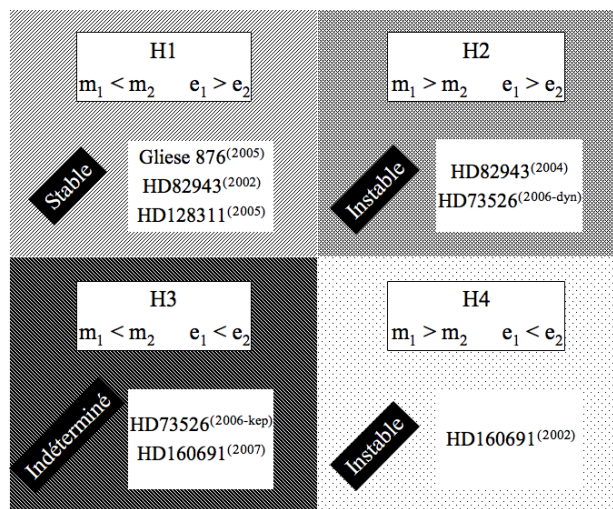 H1
m₁ < m₂ e₁ > e₂
Stable
Gliese 876⁽²⁰⁰⁵⁾
HD82943⁽²⁰⁰²⁾
HD128311⁽²⁰⁰⁵⁾
H2
m₁ > m₂ e₁ > e₂
Instable
HD82943⁽²⁰⁰⁴⁾
HD73526⁽²⁰⁰⁶⁻ᵈʸⁿ⁾
H3
m₁ < m₂ e₁ < e₂
Indéterminé
HD73526⁽²⁰⁰⁶⁻ᵏᵉᵖ⁾
HD160691⁽²⁰⁰⁷⁾
H4
m₁ > m₂ e₁ < e₂
Instable
HD160691⁽²⁰⁰²⁾